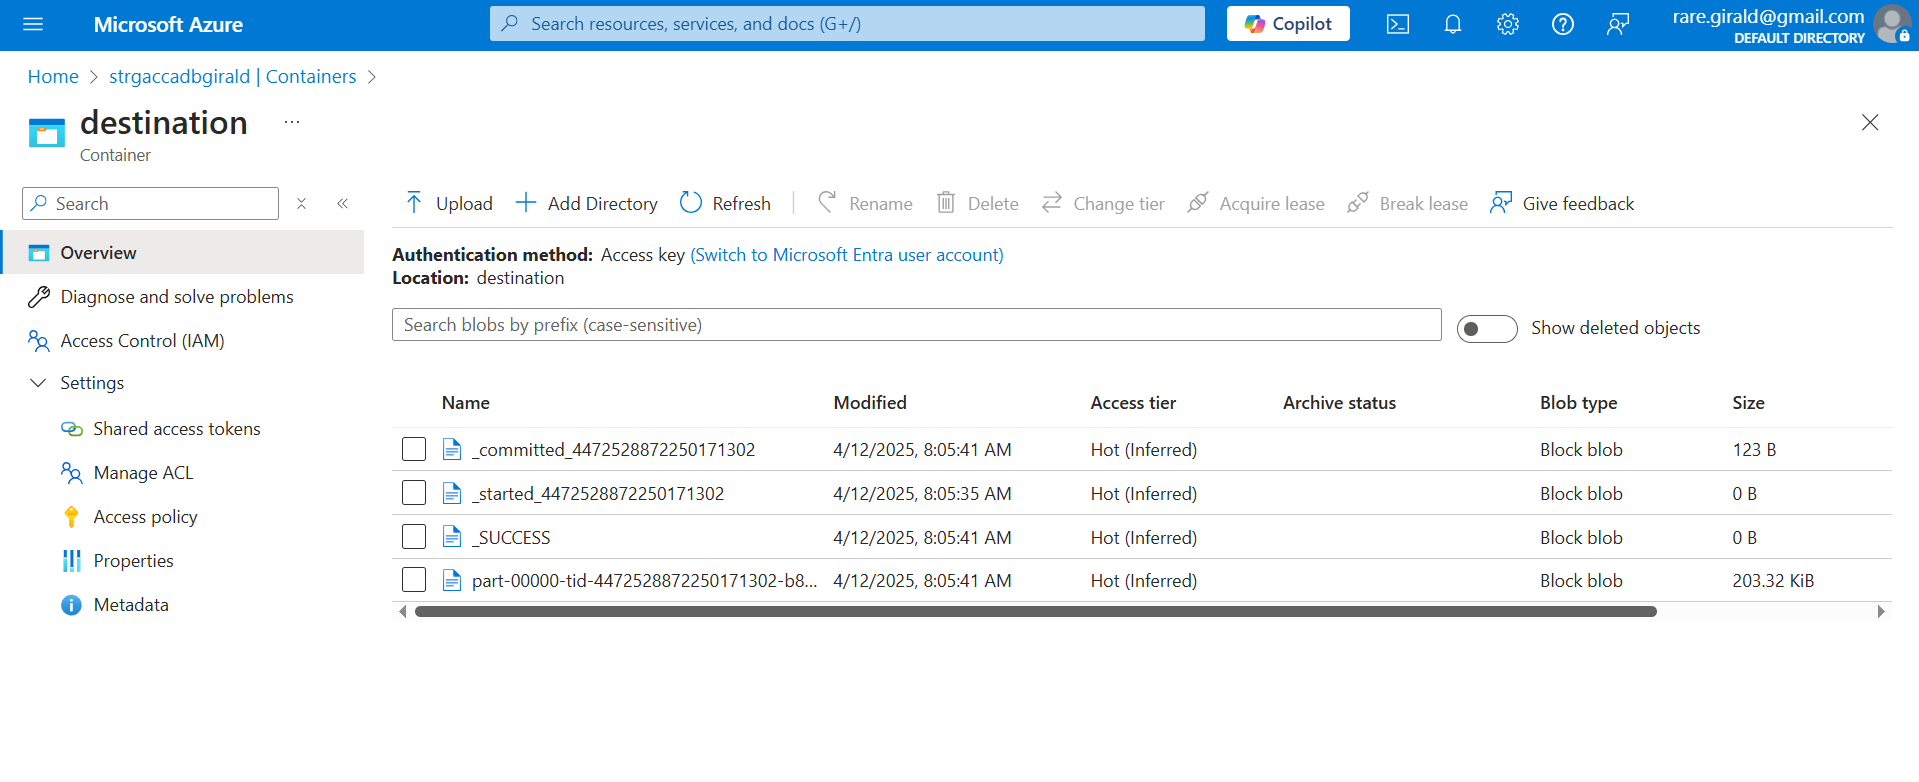 Microsoft Azure
Search resources, services, and docs (G+/)
Copilot
rare.girald@gmail.com
DEFAULT DIRECTORY
Home > strgaccadbgirald | Containers >
destination ...
Container
Search
Upload Add Directory Refresh Rename Delete Change tier Acquire lease Break lease Give feedback
Overview
Diagnose and solve problems
Access Control (IAM)
Settings
Shared access tokens
Manage ACL
Access policy
Properties
Metadata
Authentication method: Access key (Switch to Microsoft Entra user account)
Location: destination
Search blobs by prefix (case-sensitive)
Show deleted objects
Name Modified Access tier Archive status Blob type Size
_committed_4472528872250171302 4/12/2025, 8:05:41 AM Hot (Inferred) Block blob 123 B
_started_4472528872250171302 4/12/2025, 8:05:35 AM Hot (Inferred) Block blob 0 B
_SUCCESS 4/12/2025, 8:05:41 AM Hot (Inferred) Block blob 0 B
part-00000-tid-4472528872250171302-b8... 4/12/2025, 8:05:41 AM Hot (Inferred) Block blob 203.32 KiB